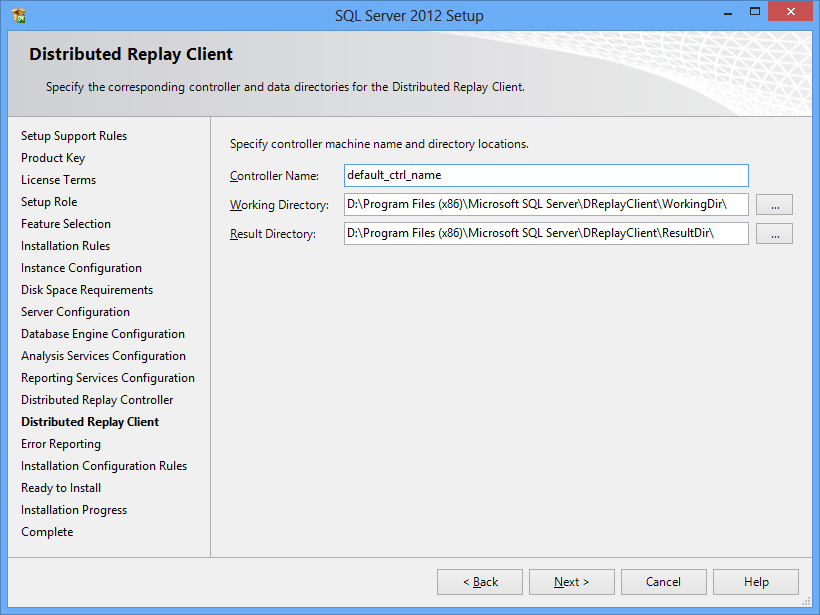 SQL Server 2012 Setup
Distributed Replay Client
Specify the corresponding controller and data directories for the Distributed Replay Client.
Setup Support Rules
Product Key
License Terms
Setup Role
Feature Selection
Installation Rules
Instance Configuration
Disk Space Requirements
Server Configuration
Database Engine Configuration
Analysis Services Configuration
Reporting Services Configuration
Distributed Replay Controller
Distributed Replay Client
Error Reporting
Installation Configuration Rules
Ready to Install
Installation Progress
Complete
Specify controller machine name and directory locations.
Controller Name: default_ctrl_name
Working Directory: D:\Program Files (x86)\Microsoft SQL Server\DReplayClient\WorkingDir\ ...
Result Directory: D:\Program Files (x86)\Microsoft SQL Server\DReplayClient\ResultDir\ ...
< Back Next > Cancel Help